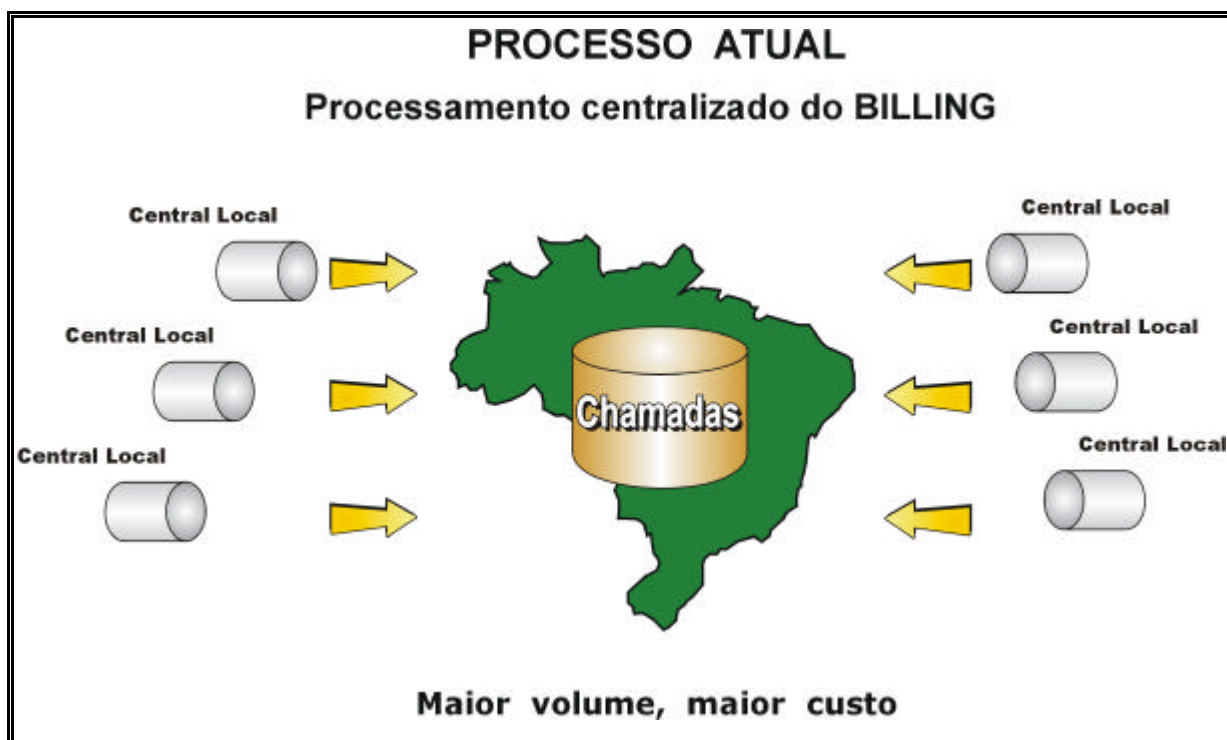 PROCESSO ATUAL
Processamento centralizado do BILLING
Central Local
Central Local
Central Local
Central Local
Central Local
Central Local
Chamadas
Maior volume, maior custo